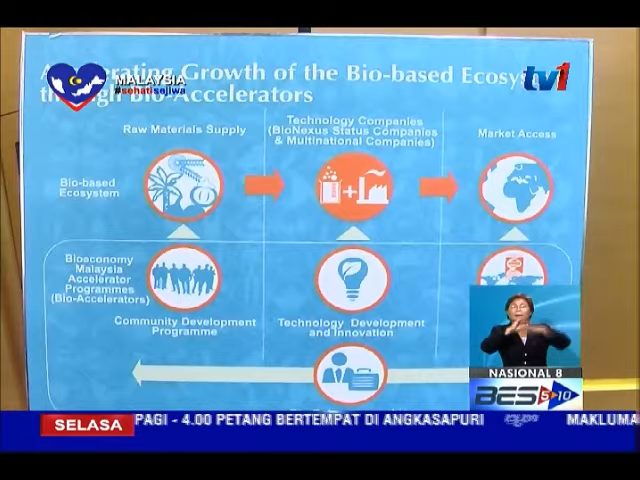 MALAYSIA
#sehatisejiwa
tv1
Growth of the Bio-based
Bio-Accelerators
Raw Materials Supply
Technology Companies
(BioNexus Status Companies
& Multinational Companies)
Market Access
Bio-based
Ecosystem
Bioeconomy
Malaysia
Accelerator
Programmes
(Bio-Accelerators)
Community Development
Programme
Technology Development
and Innovation
NASIONAL 8
BES 5 10
SELASA
PAGI - 4.00 PETANG BERTEMPAT DI ANGKASAPURI
MAKLUMA